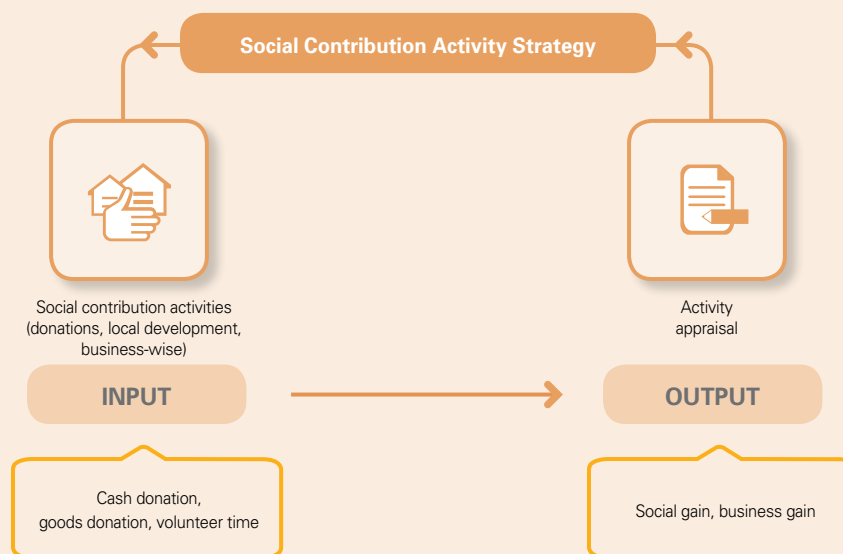 Social Contribution Activity Strategy
Social contribution activities
(donations, local development,
business-wise)
Activity
appraisal
INPUT
OUTPUT
Cash donation,
goods donation, volunteer time
Social gain, business gain